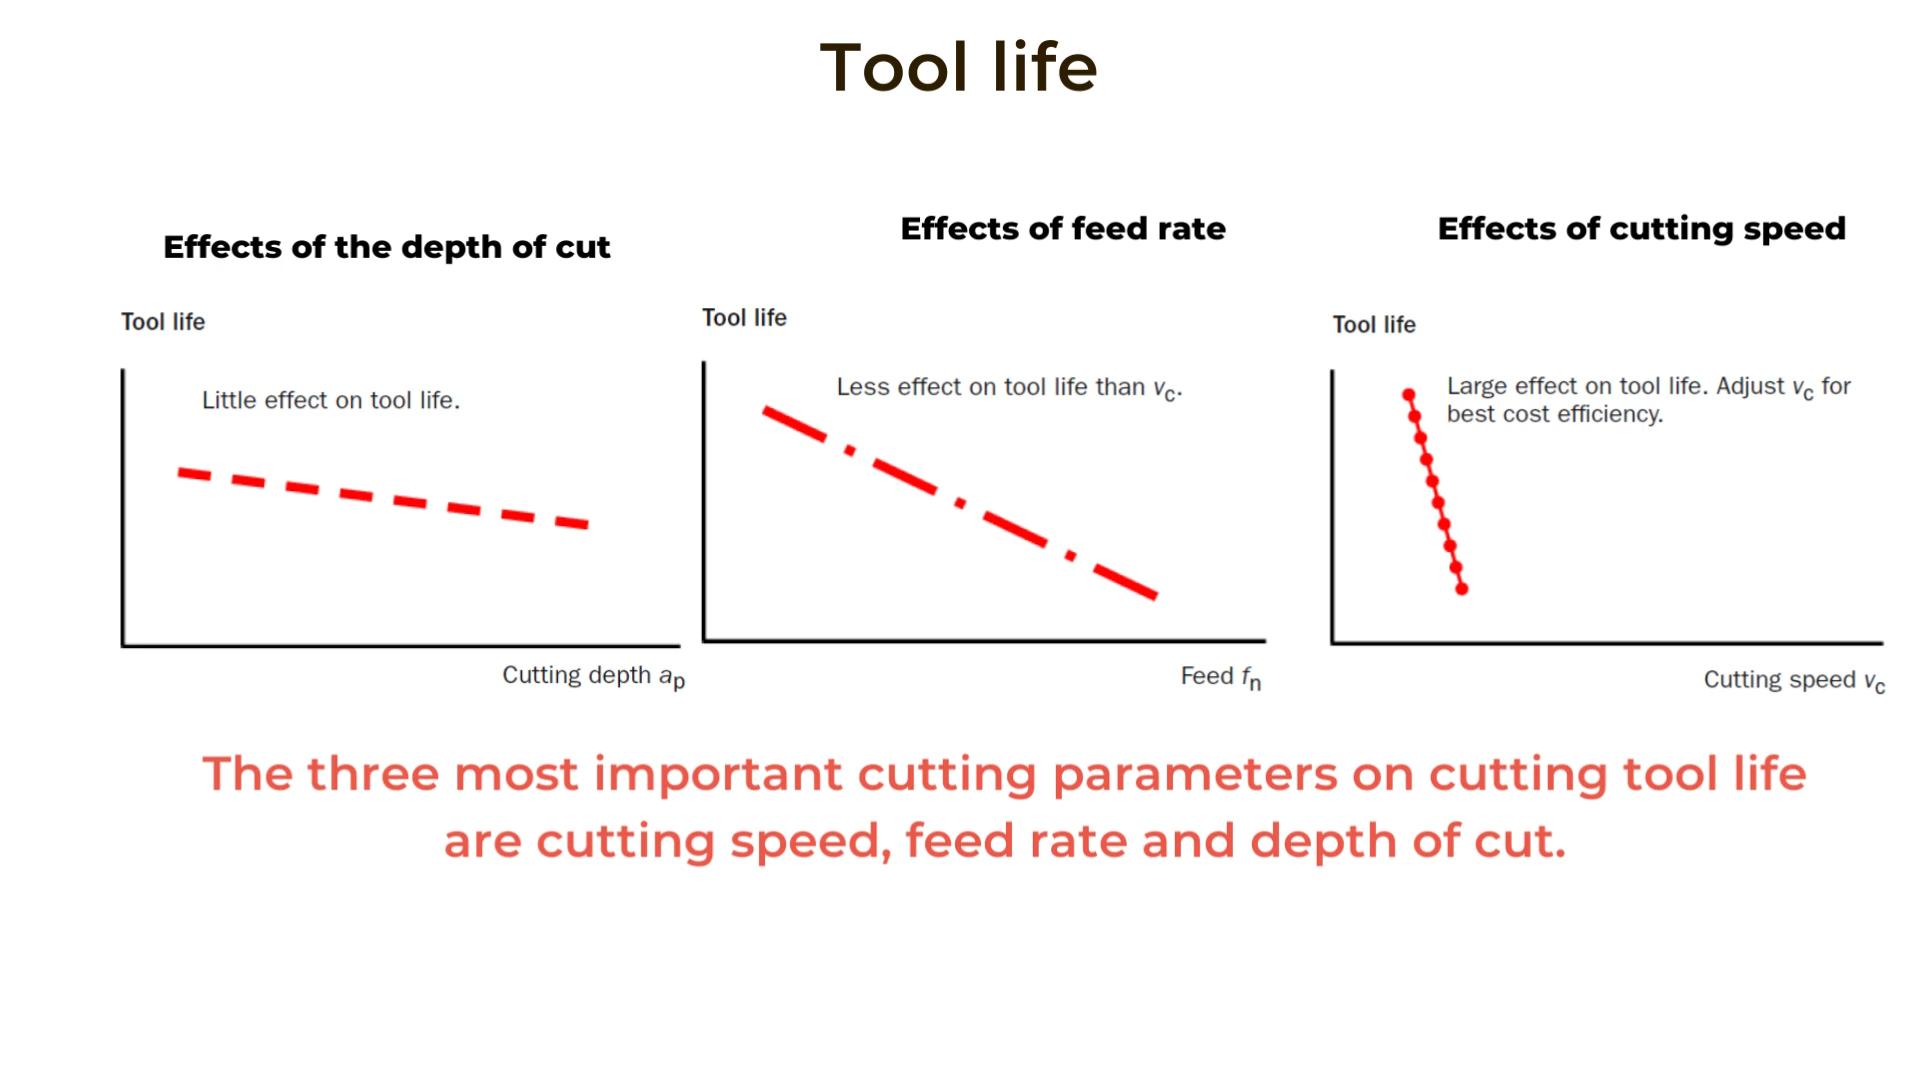 Tool life
Effects of the depth of cut
Tool life
Little effect on tool life.
Cutting depth ap
Effects of feed rate
Tool life
Less effect on tool life than vc.
Feed fn
Effects of cutting speed
Tool life
Large effect on tool life. Adjust vc for
best cost efficiency.
Cutting speed vc
The three most important cutting parameters on cutting tool life
are cutting speed, feed rate and depth of cut.